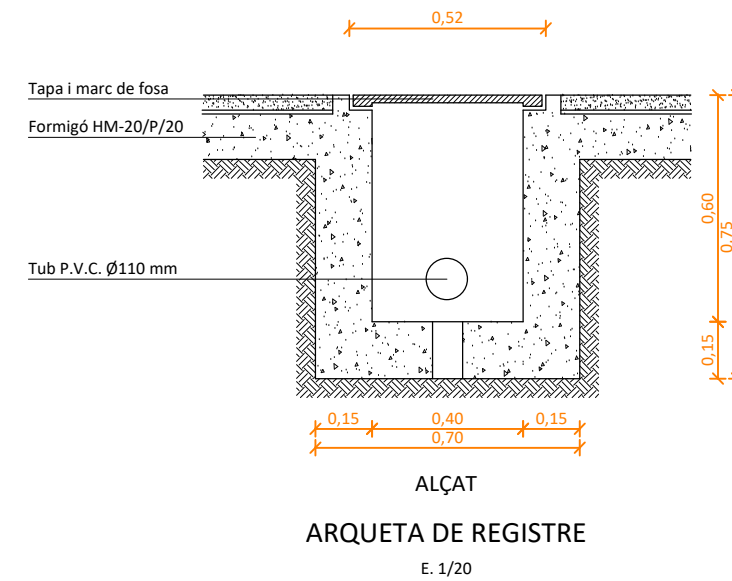 0,52
Tapa i marc de fosa
Formigó HM-20/P/20
0,60
0,75
Tub P.V.C. Ø110 mm
0,15
0,15
0,40
0,15
0,70
ALÇAT
ARQUETA DE REGISTRE
E. 1/20